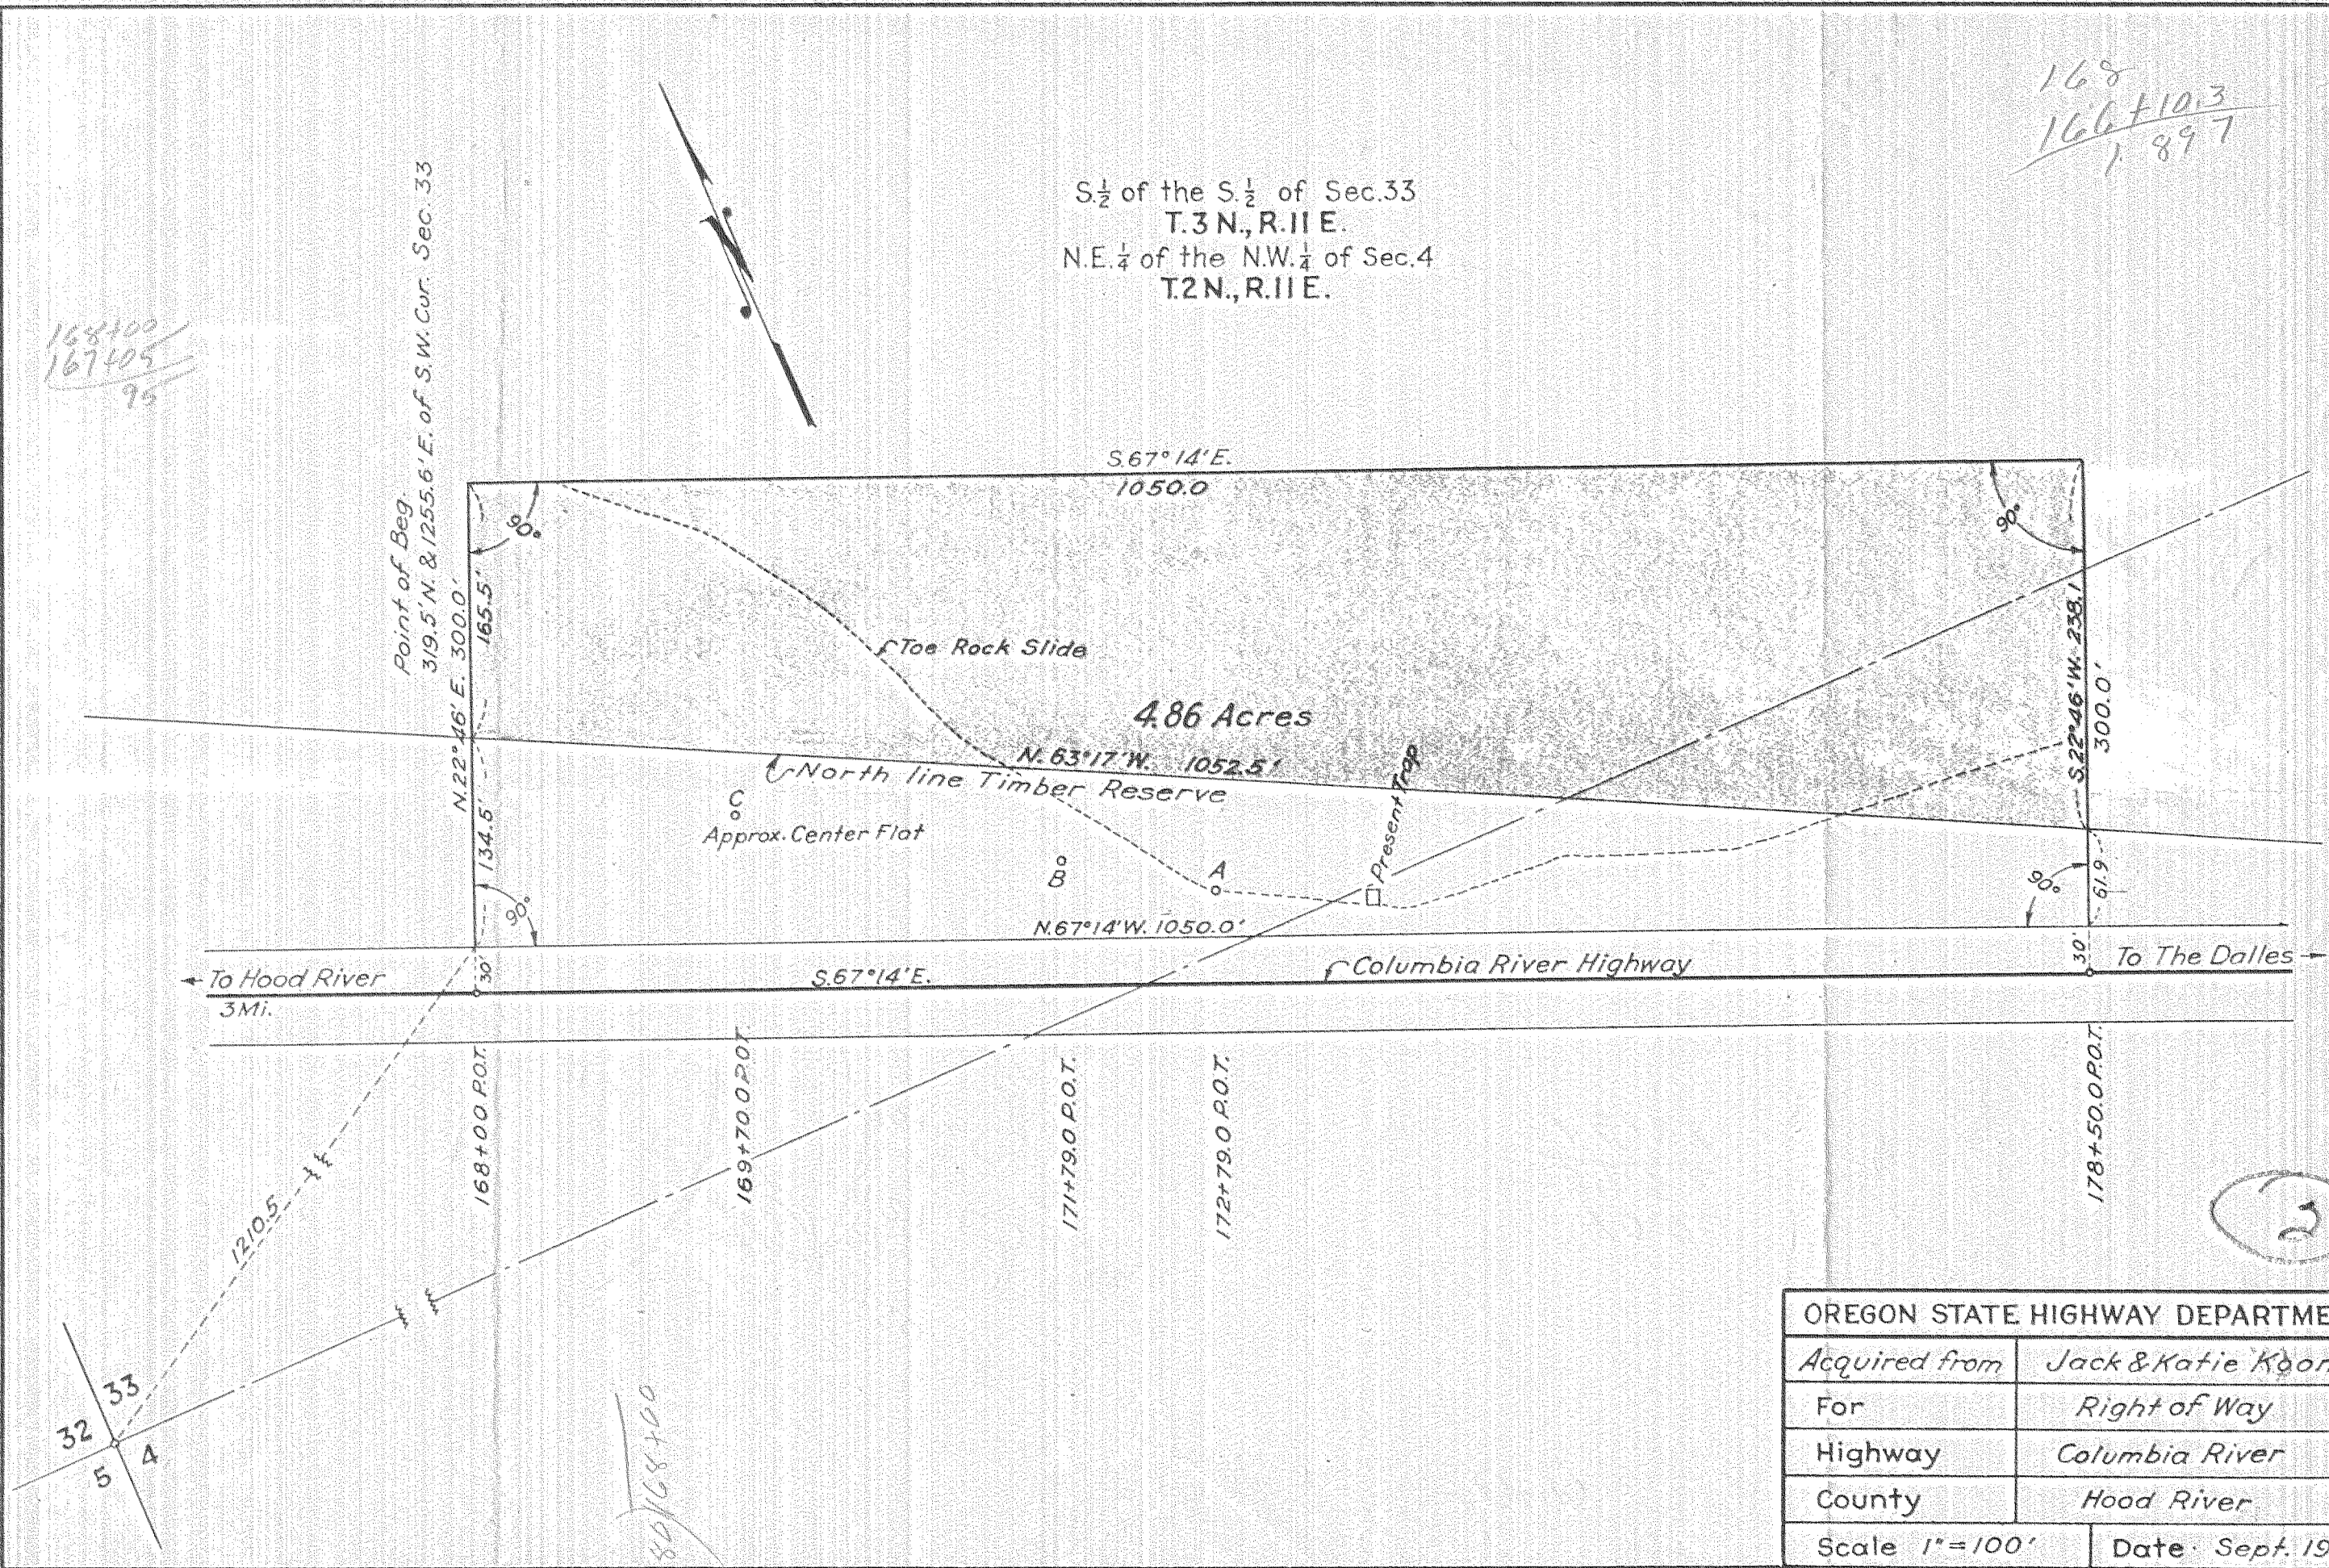 168
166+10.3
1 897
S.½ of the S.½ of Sec.33
T.3 N., R.11 E.
N.E.¼ of the N.W.¼ of Sec.4
T.2 N., R.11 E.
168+00
167+05
95
Point of Beg
319.5' N. & 1255.6' E. of S.W. Cor. Sec. 33
N.22°46' E. 300.0'
165.5'
134.5'
S.67°14'E.
1050.0
90°
90°
Toe Rock Slide
4.86 Acres
N.63°17'W. 1052.5'
North line Timber Reserve
S.22°46'W. 238.1
300.0'
C
Approx. Center Flat
B
A
Present Trap
90°
90°
61.9
N.67°14'W. 1050.0'
To Hood River
3 Mi.
30'
S.67°14'E.
Columbia River Highway
30'
To The Dalles
168+00 P.O.T.
169+70.0 P.O.T.
171+79.0 P.O.T.
172+79.0 P.O.T.
178+50.0 P.O.T.
1210.5
2
33
32
4
5
168+00
OREGON STATE HIGHWAY DEPARTME
Acquired from Jack & Katie Koon
For Right of Way
Highway Columbia River
County Hood River
Scale 1"=100' Date Sept. 19